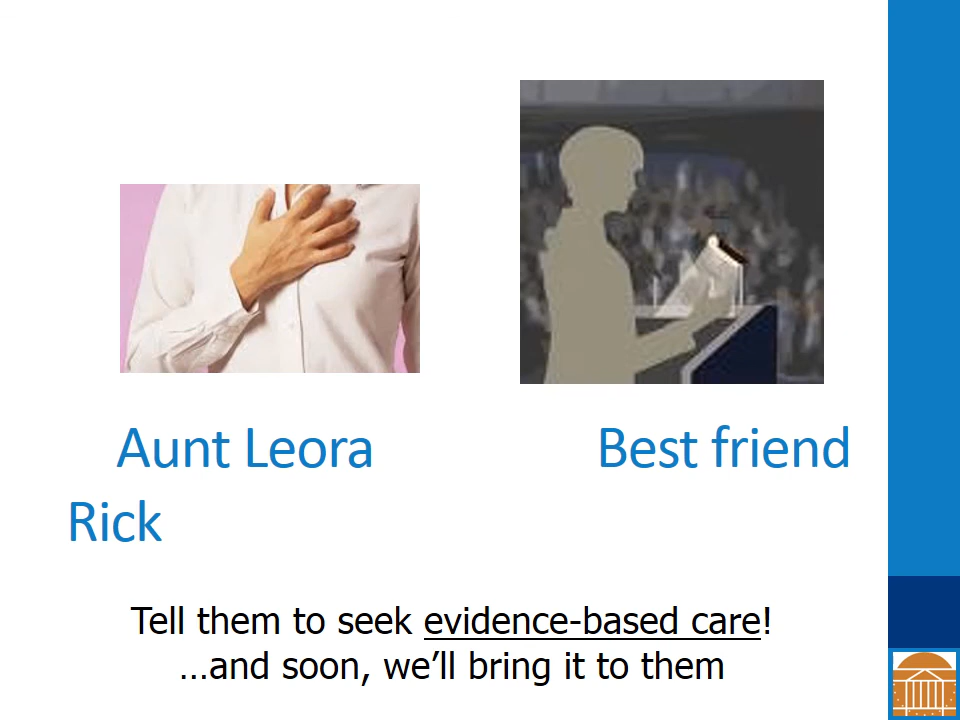 Aunt Leora Best friend
Rick
Tell them to seek evidence-based care!
…and soon, we’ll bring it to them